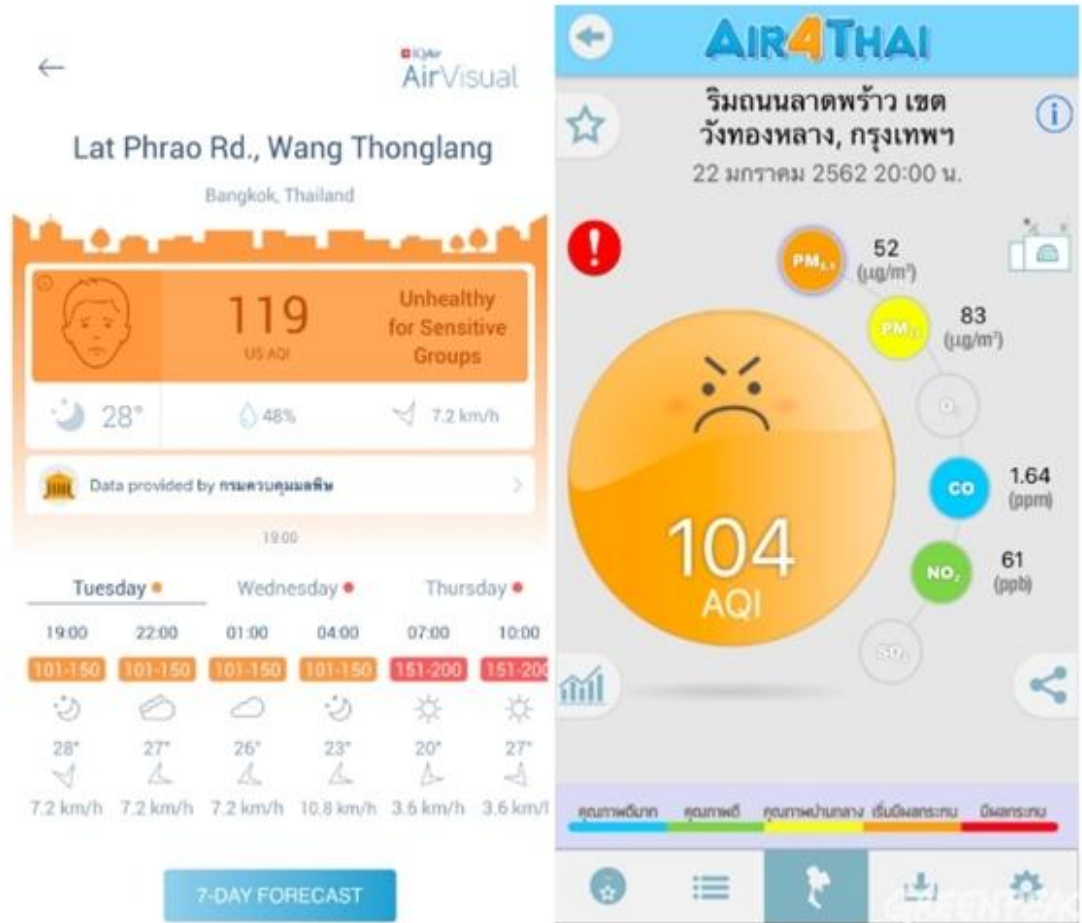 IQAir
AirVisual
Lat Phrao Rd., Wang Thonglang
Bangkok, Thailand
119
US AQI
Unhealthy
for Sensitive
Groups
28°
48%
7.2 km/h
Data provided by กรมควบคุมมลพิษ
19:00
Tuesday
Wednesday
Thursday
19:00 22:00 01:00 04:00 07:00 10:00
101-150 101-150 101-150 101-150 151-200 151-200
28° 27° 26° 23° 20° 27°
7.2 km/h 7.2 km/h 7.2 km/h 10.8 km/h 3.6 km/h 3.6 km/
7-DAY FORECAST
AIR4THAI
ริมถนนลาดพร้าว เขต
วังทองหลาง, กรุงเทพฯ
22 มกราคม 2562 20:00 น.
52
(µg/m³)
83
(µg/m³)
O₃
CO
1.64
(ppm)
NO₂
61
(ppb)
SO₂
104
AQI
คุณภาพดีมาก คุณภาพดี คุณภาพปานกลาง เริ่มมีผลกระทบ มีผลกระทบ